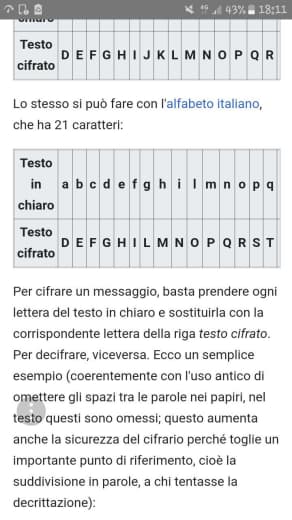 43% 18:11
chiaro
Testo
cifrato
D E F G H I J K L M N O P Q R
Lo stesso si può fare con l'alfabeto italiano,
che ha 21 caratteri:
Testo
in
chiaro
a b c d e f g h i l m n o p q
Testo
cifrato
D E F G H I L M N O P Q R S T
Per cifrare un messaggio, basta prendere ogni
lettera del testo in chiaro e sostituirla con la
corrispondente lettera della riga testo cifrato.
Per decifrare, viceversa. Ecco un semplice
esempio (coerentemente con l'uso antico di
omettere gli spazi tra le parole nei papiri, nel
testo questi sono omessi; questo aumenta
anche la sicurezza del cifrario perché toglie un
importante punto di riferimento, cioè la
suddivisione in parole, a chi tentasse la
decrittazione):